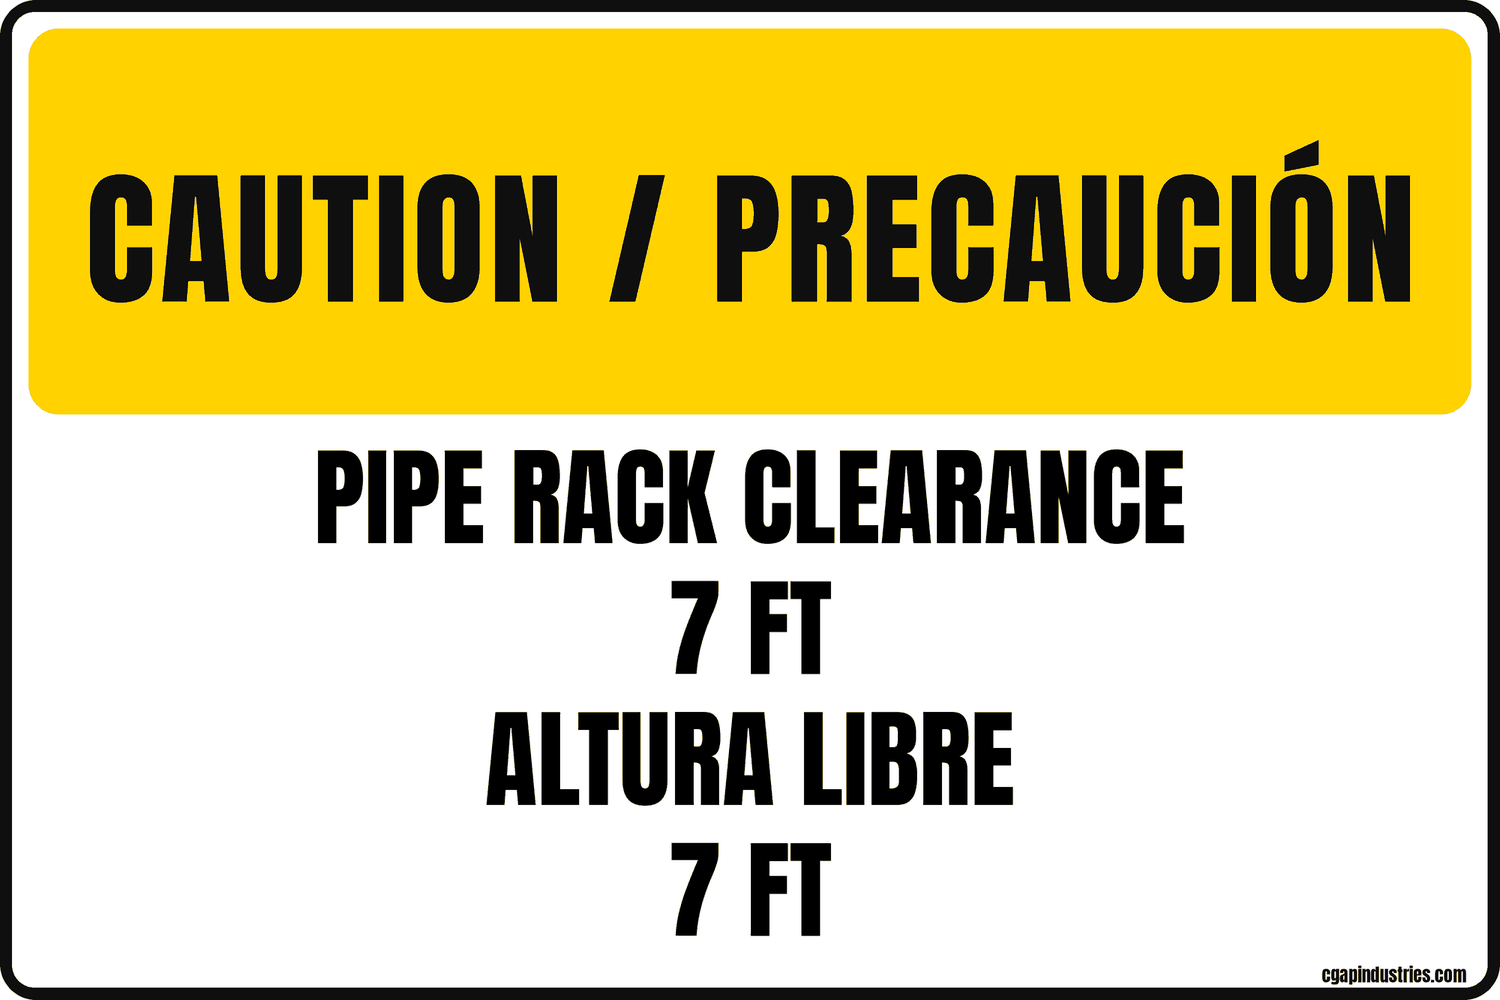 CAUTION / PRECAUCIÓN
PIPE RACK CLEARANCE
7 FT
ALTURA LIBRE
7 FT
cgapindustries.com